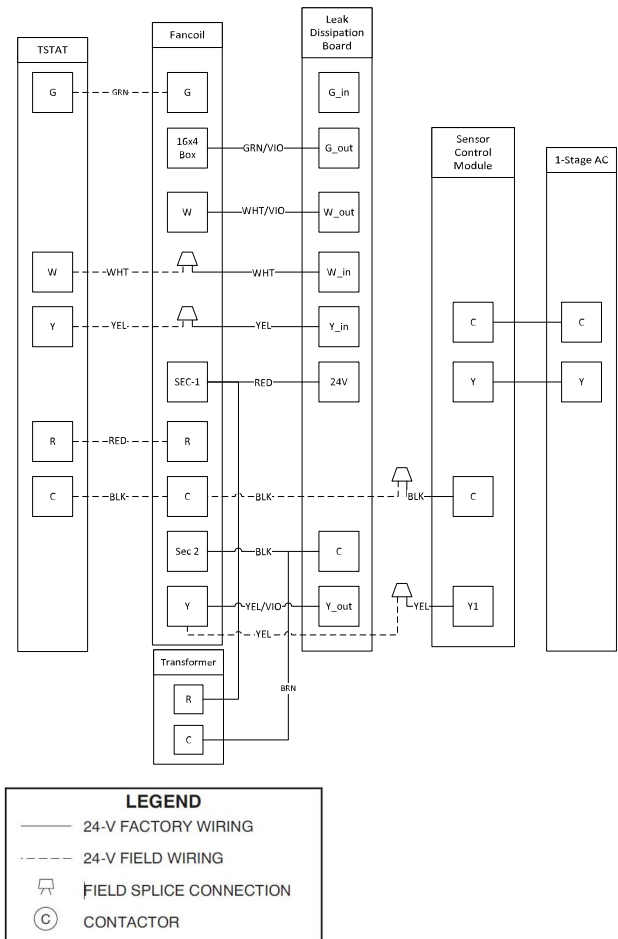 Leak
Dissipation
Board
Fancoil
TSTAT
G
GRN
G
G_in
Sensor
Control
Module
16x4
Box
GRN/VIO
G_out
1-Stage AC
W
WHT/VIO
W_out
W
WHT
WHT
W_in
Y
YEL
YEL
Y_in
C
C
SEC-1
RED
24V
Y
Y
R
RED
R
C
BLK
C
BLK
BLK
C
Sec 2
BLK
C
Y
YEL/VIO
Y_out
YEL
Y1
YEL
Transformer
R
BRN
C
LEGEND
24-V FACTORY WIRING
24-V FIELD WIRING
FIELD SPLICE CONNECTION
C CONTACTOR